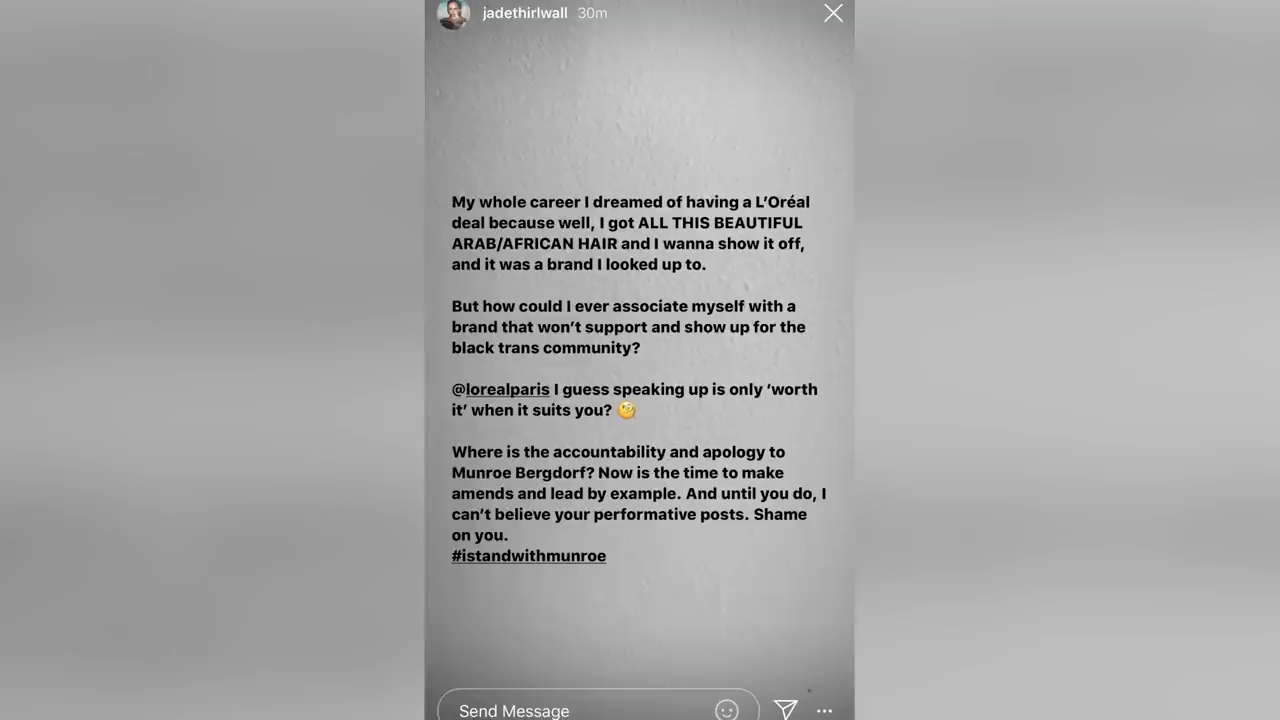 jadethirlwall 30m
My whole career I dreamed of having a L’Oréal
deal because well, I got ALL THIS BEAUTIFUL
ARAB/AFRICAN HAIR and I wanna show it off,
and it was a brand I looked up to.
But how could I ever associate myself with a
brand that won’t support and show up for the
black trans community?
@lorealparis I guess speaking up is only ‘worth
it’ when it suits you? 🧐
Where is the accountability and apology to
Munroe Bergdorf? Now is the time to make
amends and lead by example. And until you do, I
can’t believe your performative posts. Shame
on you.
#istandwithmunroe
Send Message